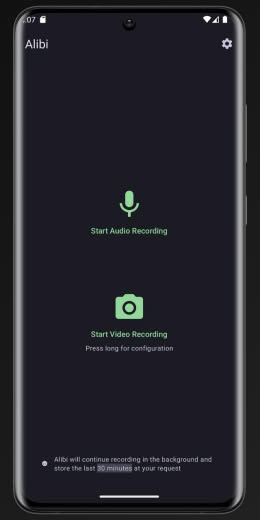 :07
Alibi
Start Audio Recording
Start Video Recording
Press long for configuration
Alibi will continue recording in the background and
store the last 30 minutes at your request